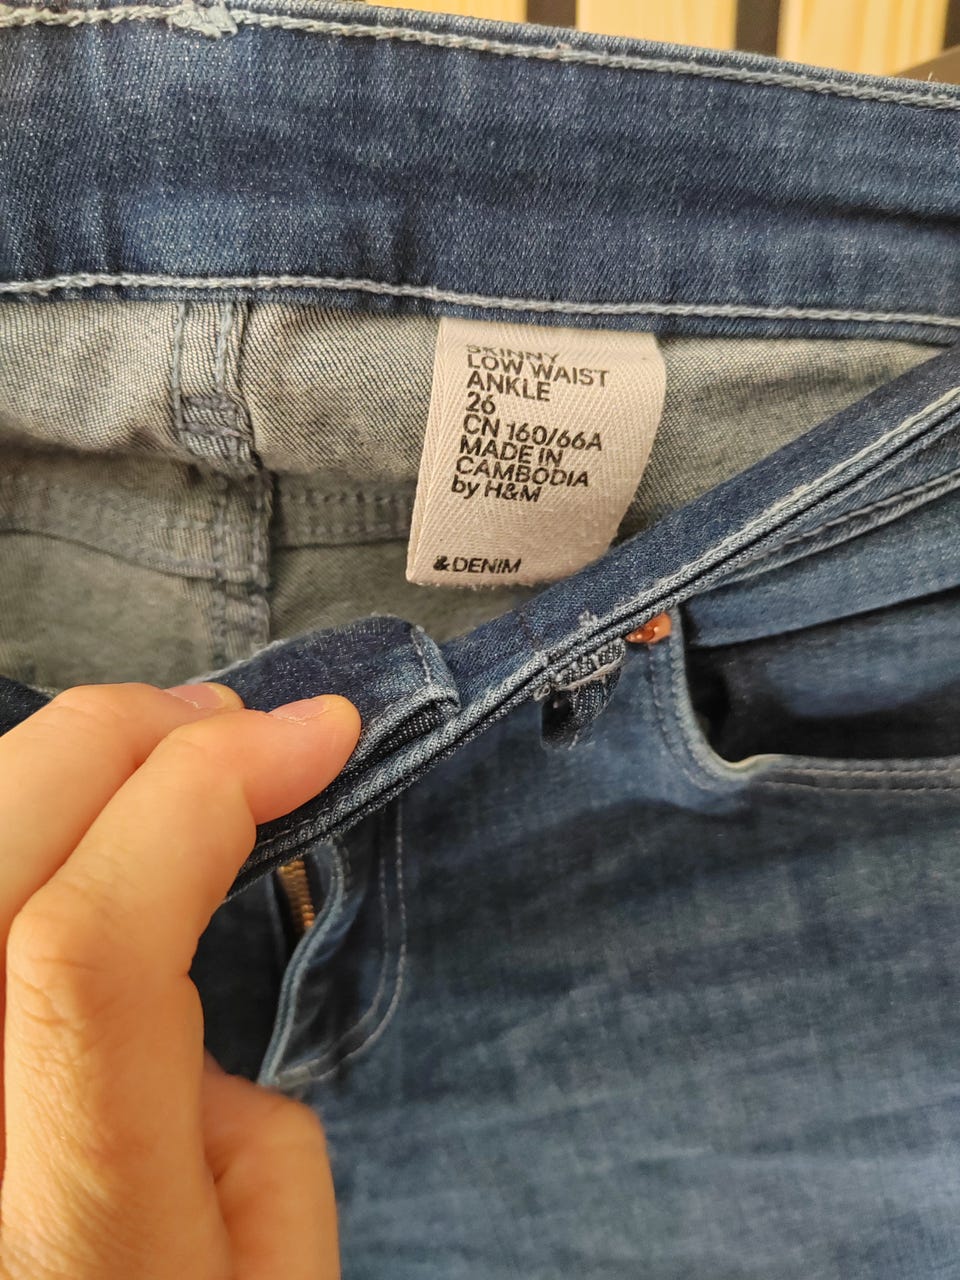 SKINNY
LOW WAIST
ANKLE
26
CN 160/66A
MADE IN
CAMBODIA
by H&M
& DENIM